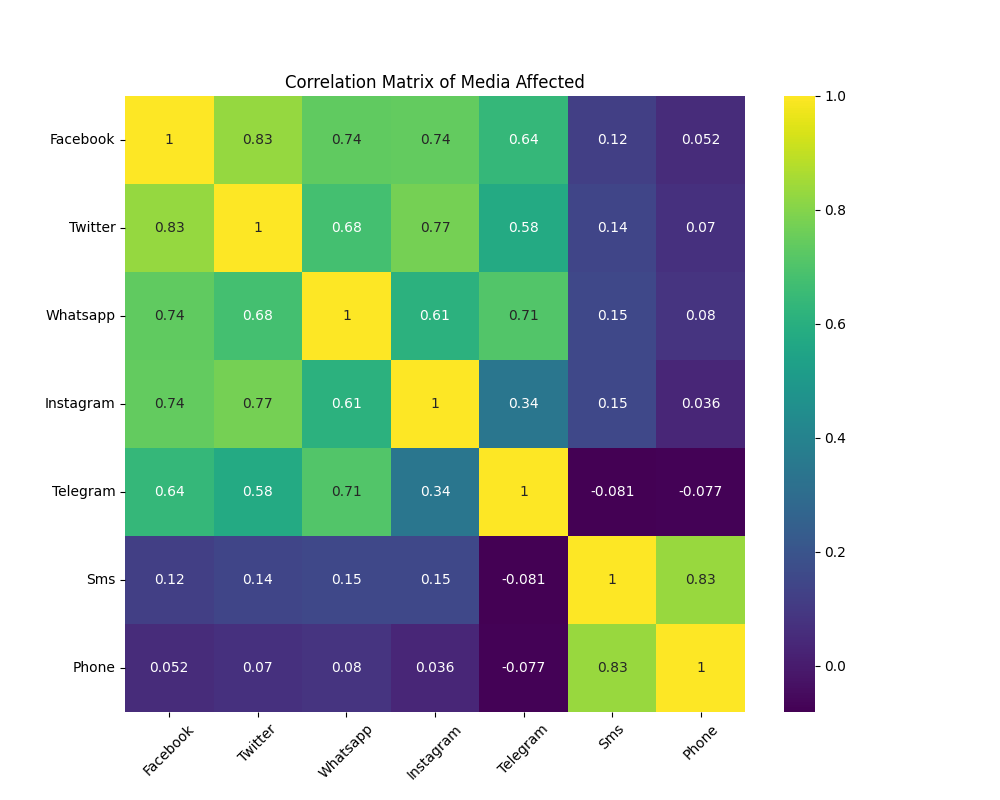 Correlation Matrix of Media Affected
Facebook 1 0.83 0.74 0.74 0.64 0.12 0.052
Twitter 0.83 1 0.68 0.77 0.58 0.14 0.07
Whatsapp 0.74 0.68 1 0.61 0.71 0.15 0.08
Instagram 0.74 0.77 0.61 1 0.34 0.15 0.036
Telegram 0.64 0.58 0.71 0.34 1 -0.081 -0.077
Sms 0.12 0.14 0.15 0.15 -0.081 1 0.83
Phone 0.052 0.07 0.08 0.036 -0.077 0.83 1
Facebook Twitter Whatsapp Instagram Telegram Sms Phone
1.0
0.8
0.6
0.4
0.2
0.0